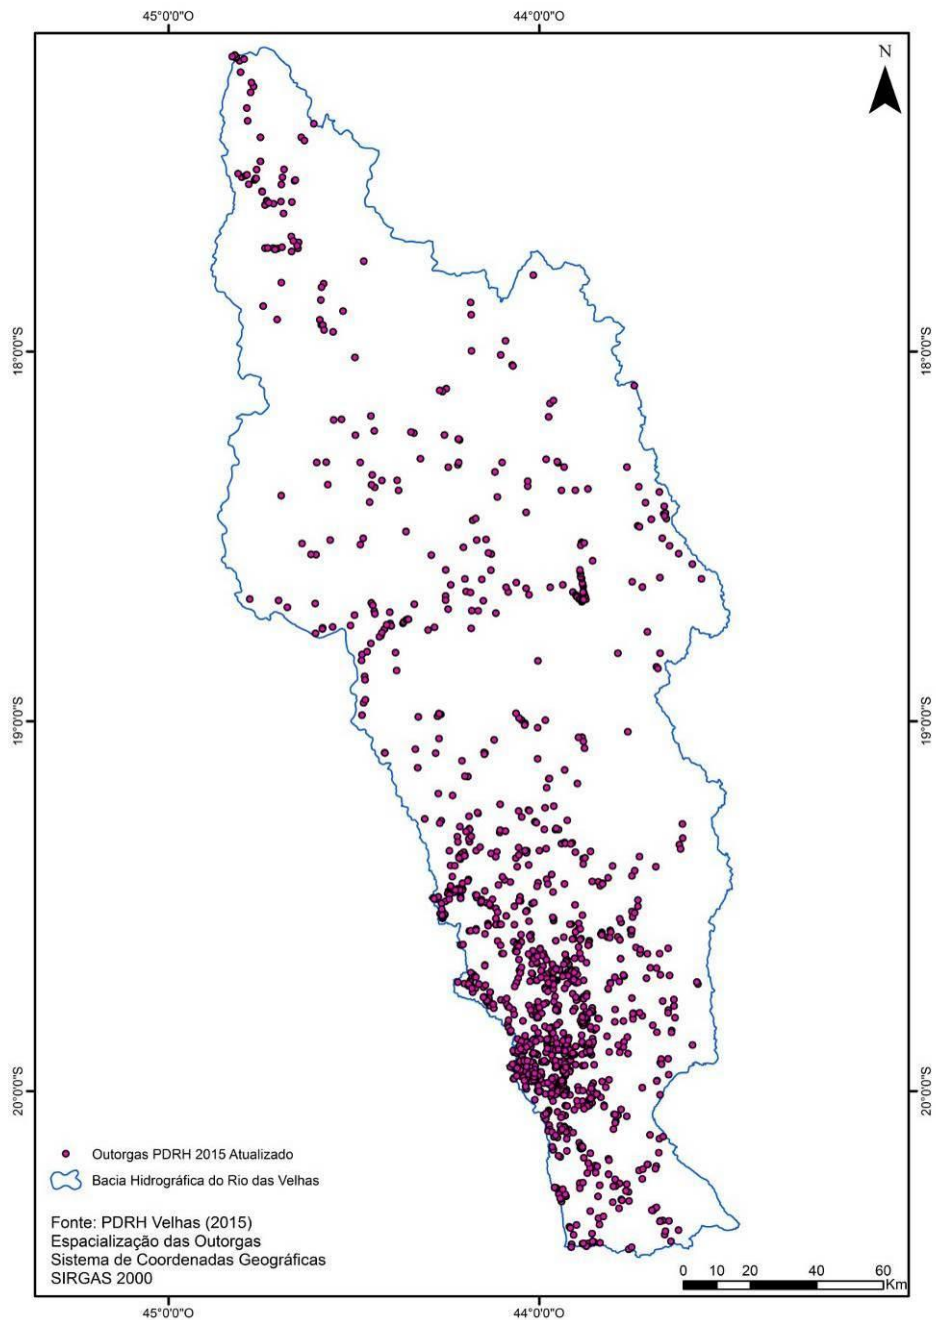 45°0'0"O 44°0'0"O
N
18°0'0"S 18°0'0"S
19°0'0"S 19°0'0"S
20°0'0"S 20°0'0"S
Outorgas PDRH 2015 Atualizado
Bacia Hidrográfica do Rio das Velhas
Fonte: PDRH Velhas (2015)
Espacialização das Outorgas
Sistema de Coordenadas Geográficas
SIRGAS 2000
0 10 20 40 60
Km
45°0'0"O 44°0'0"O